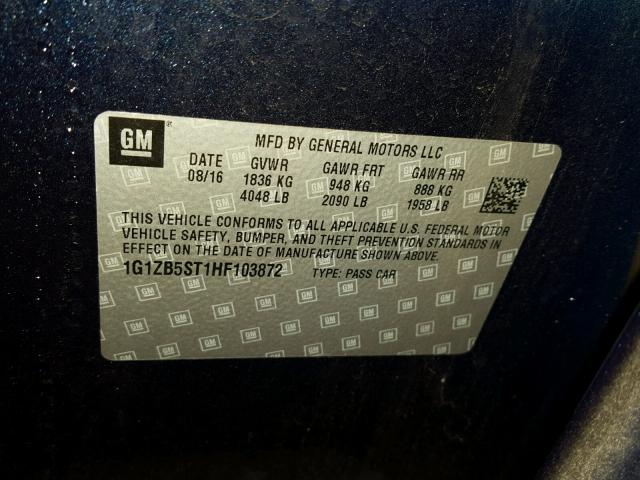 GM
MFD BY GENERAL MOTORS LLC
DATE GVWR GAWR FRT GAWR RR
08/16 1836 KG 948 KG 888 KG
4048 LB 2090 LB 1958 LB
THIS VEHICLE CONFORMS TO ALL APPLICABLE U.S. FEDERAL MOTOR
VEHICLE SAFETY, BUMPER, AND THEFT PREVENTION STANDARDS IN
EFFECT ON THE DATE OF MANUFACTURE SHOWN ABOVE.
1G1ZB5ST1HF103872 TYPE: PASS CAR